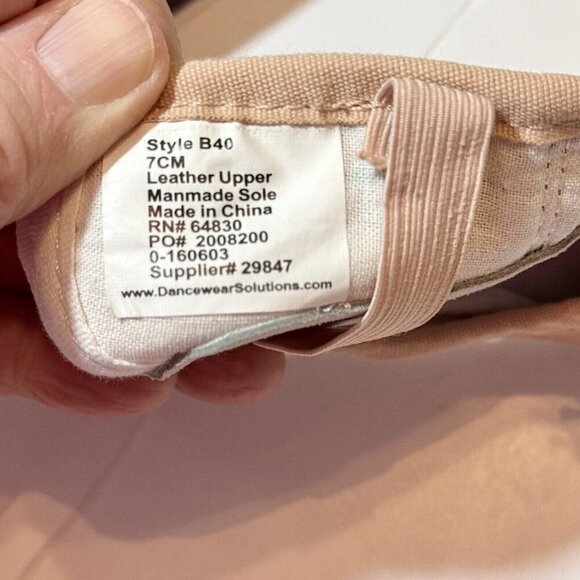 Style B40
7CM
Leather Upper
Manmade Sole
Made in China
RN# 64830
PO# 2008200
0-160603
Supplier# 29847
www.DancewearSolutions.com